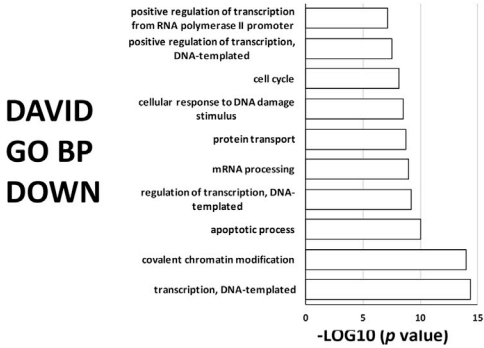 positive regulation of transcription
from RNA polymerase II promoter
positive regulation of transcription,
DNA-templated
cell cycle
cellular response to DNA damage
stimulus
protein transport
mRNA processing
regulation of transcription, DNA-
templated
apoptotic process
covalent chromatin modification
transcription, DNA-templated
DAVID
GO BP
DOWN
0 5 10 15
-LOG10 (p value)